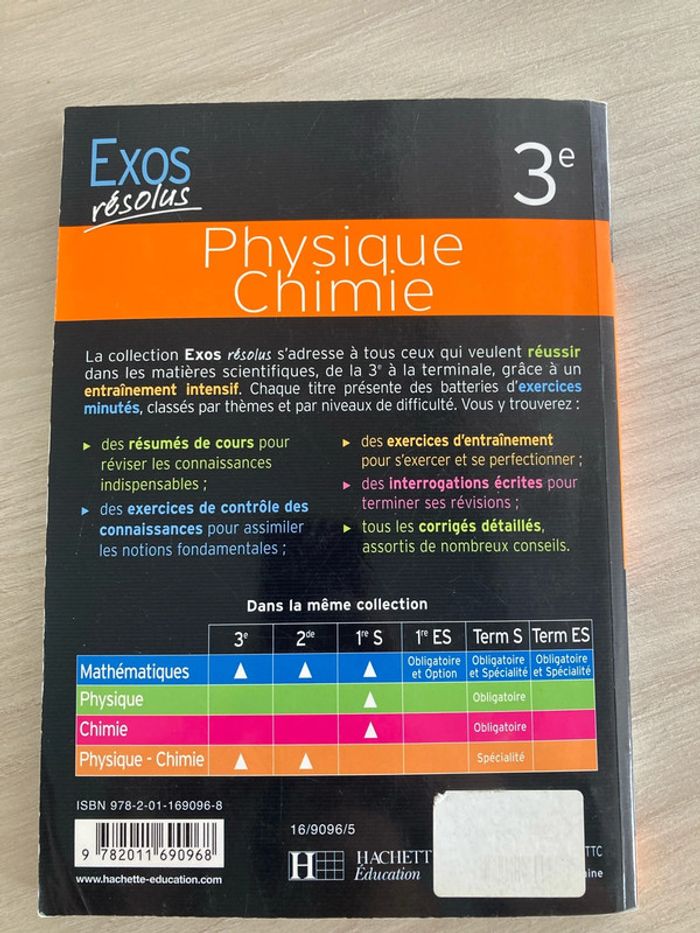 Exos
résolus
3e
Physique
Chimie
La collection Exos résolus s'adresse à tous ceux qui veulent réussir
dans les matières scientifiques, de la 3e à la terminale, grâce à un
entraînement intensif. Chaque titre présente des batteries d'exercices
minutés, classés par thèmes et par niveaux de difficulté. Vous y trouverez :
▸ des résumés de cours pour
réviser les connaissances
indispensables ;
▸ des exercices de contrôle des
connaissances pour assimiler
les notions fondamentales ;
▸ des exercices d'entraînement
pour s'exercer et se perfectionner ;
▸ des interrogations écrites pour
terminer ses révisions ;
▸ tous les corrigés détaillés,
assortis de nombreux conseils.
Dans la même collection
3e 2de 1re S 1re ES Term S Term ES
Mathématiques ▲ ▲ ▲ Obligatoire et Option Obligatoire et Spécialité Obligatoire et Spécialité
Physique ▲ Obligatoire
Chimie ▲ Obligatoire
Physique - Chimie ▲ ▲ Spécialité
ISBN 978-2-01-169096-8
9 782011 690968
www.hachette-education.com
16/9096/5
H
HACHETTE
Éducation
TTC
aine